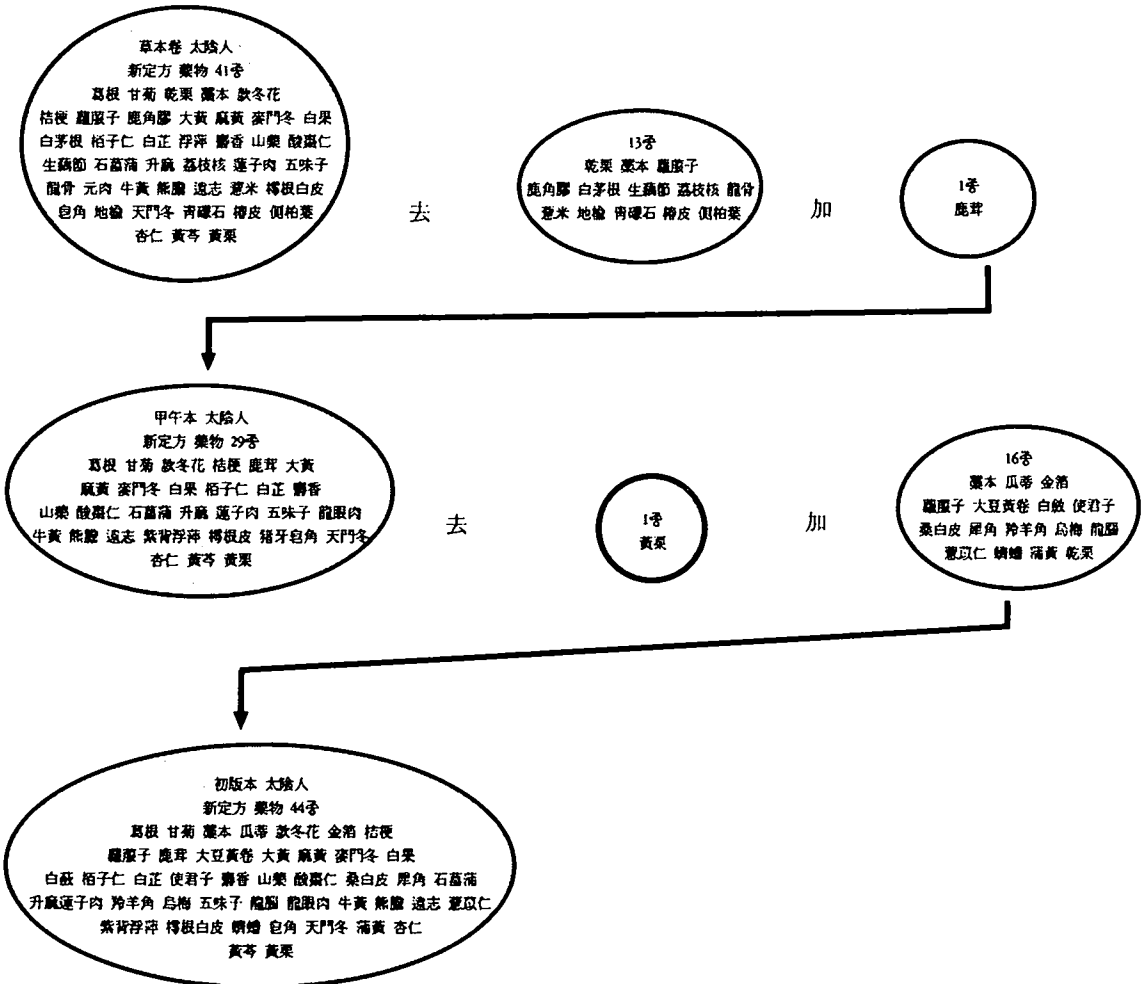 草本卷 太陰人
新定方 藥物 41종
葛根 甘菊 乾栗 藁本 款冬花
桔梗 蘿蔔子 鹿角膠 大黃 麻黃 麥門冬 白果
白茅根 栢子仁 白芷 浮萍 麝香 山藥 酸棗仁
生藕節 石菖蒲 升麻 荔枝核 蓮子肉 五味子
龍骨 元肉 牛黃 熊膽 遠志 薏米 樗根白皮
皂角 地榆 天門冬 靑礞石 椿皮 側柏葉
杏仁 黃芩 黃栗
去
13종
乾栗 藁本 蘿蔔子
鹿角膠 白茅根 生藕節 荔枝核 龍骨
薏米 地榆 靑礞石 椿皮 側柏葉
加
1종
鹿茸
甲午本 太陰人
新定方 藥物 29종
葛根 甘菊 款冬花 桔梗 鹿茸 大黃
麻黃 麥門冬 白果 栢子仁 白芷 麝香
山藥 酸棗仁 石菖蒲 升麻 蓮子肉 五味子 龍眼肉
牛黃 熊膽 遠志 紫背浮萍 樗根皮 猪牙皂角 天門冬
杏仁 黃芩 黃栗
去
1종
黃栗
加
16종
藁本 瓜蒂 金箔
蘿蔔子 大豆黃卷 白斂 使君子
桑白皮 犀角 羚羊角 烏梅 龍腦
薏苡仁 蠐螬 蒲黃 乾栗
初版本 太陰人
新定方 藥物 44종
葛根 甘菊 藁本 瓜蒂 款冬花 金箔 桔梗
蘿蔔子 鹿茸 大豆黃卷 大黃 麻黃 麥門冬 白果
白蘞 栢子仁 白芷 使君子 麝香 山藥 酸棗仁 桑白皮 犀角 石菖蒲
升麻蓮子肉 羚羊角 烏梅 五味子 龍腦 龍眼肉 牛黃 熊膽 遠志 薏苡仁
紫背浮萍 樗根白皮 蠐螬 皂角 天門冬 蒲黃 杏仁
黃芩 黃栗